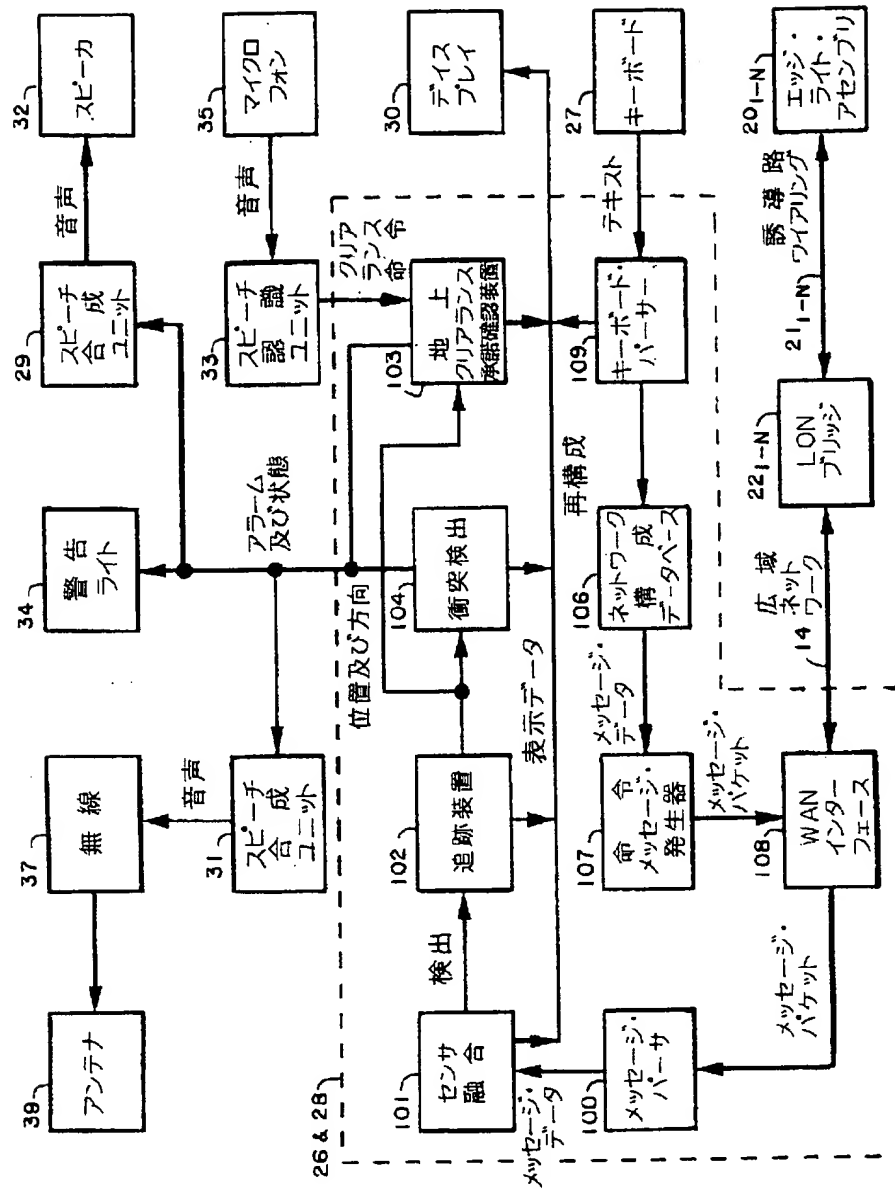 39
アンテナ
37
無線
音声
31
スピーチ
合成
ユニット
34
警告
ライト
アラーム
及び状態
29
スピーチ
合成
ユニット
音声
32
スピーカ
33
スピーチ
認識
ユニット
音声
35
マイクロ
フォン
クリア
ランス
命令
26 & 28
101
センサ
融合
検出
102
追跡装置
位置及び方向
104
衝突検出
103
地上
クリアランス
承諾確認装置
30
ディス
プレイ
表示データ
メッセージ・
データ
100
メッセージ・
パーサ
107
命令
メッセージ・
発生器
メッセージ・
データ
106
ネットワーク
構成
データベース
再構成
109
キーボード・
パーサー
テキスト
27
キーボード
メッセージ・
パケット
メッセージ・
パケット
108
WAN
インター
フェース
14
広域
ネット
ワーク
22 1-N
LON
ブリッジ
21 1-N
誘導路
ワイアリング
20 1-N
エッジ・
ライト・
アセンブリ